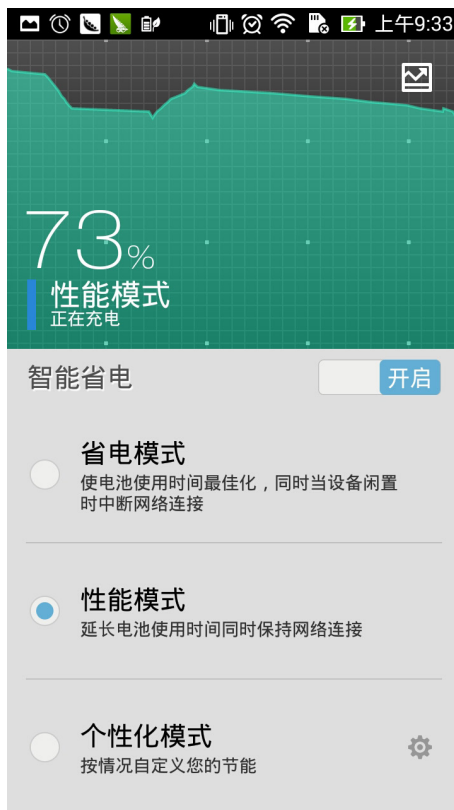 上午9:33
73%
性能模式
正在充电
智能省电
开启
省电模式
使电池使用时间最佳化，同时当设备闲置
时中断网络连接
性能模式
延长电池使用时间同时保持网络连接
个性化模式
按情况自定义您的节能